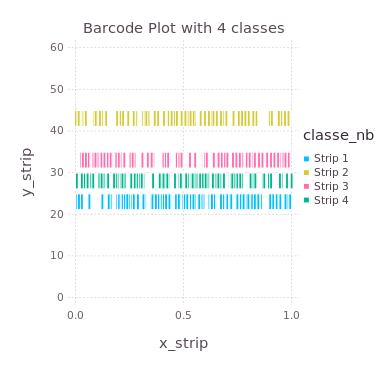 Barcode Plot with 4 classes
60
50
40
30
20
10
0
y_strip
0.0
0.5
1.0
x_strip
classe_nb
Strip 1
Strip 2
Strip 3
Strip 4